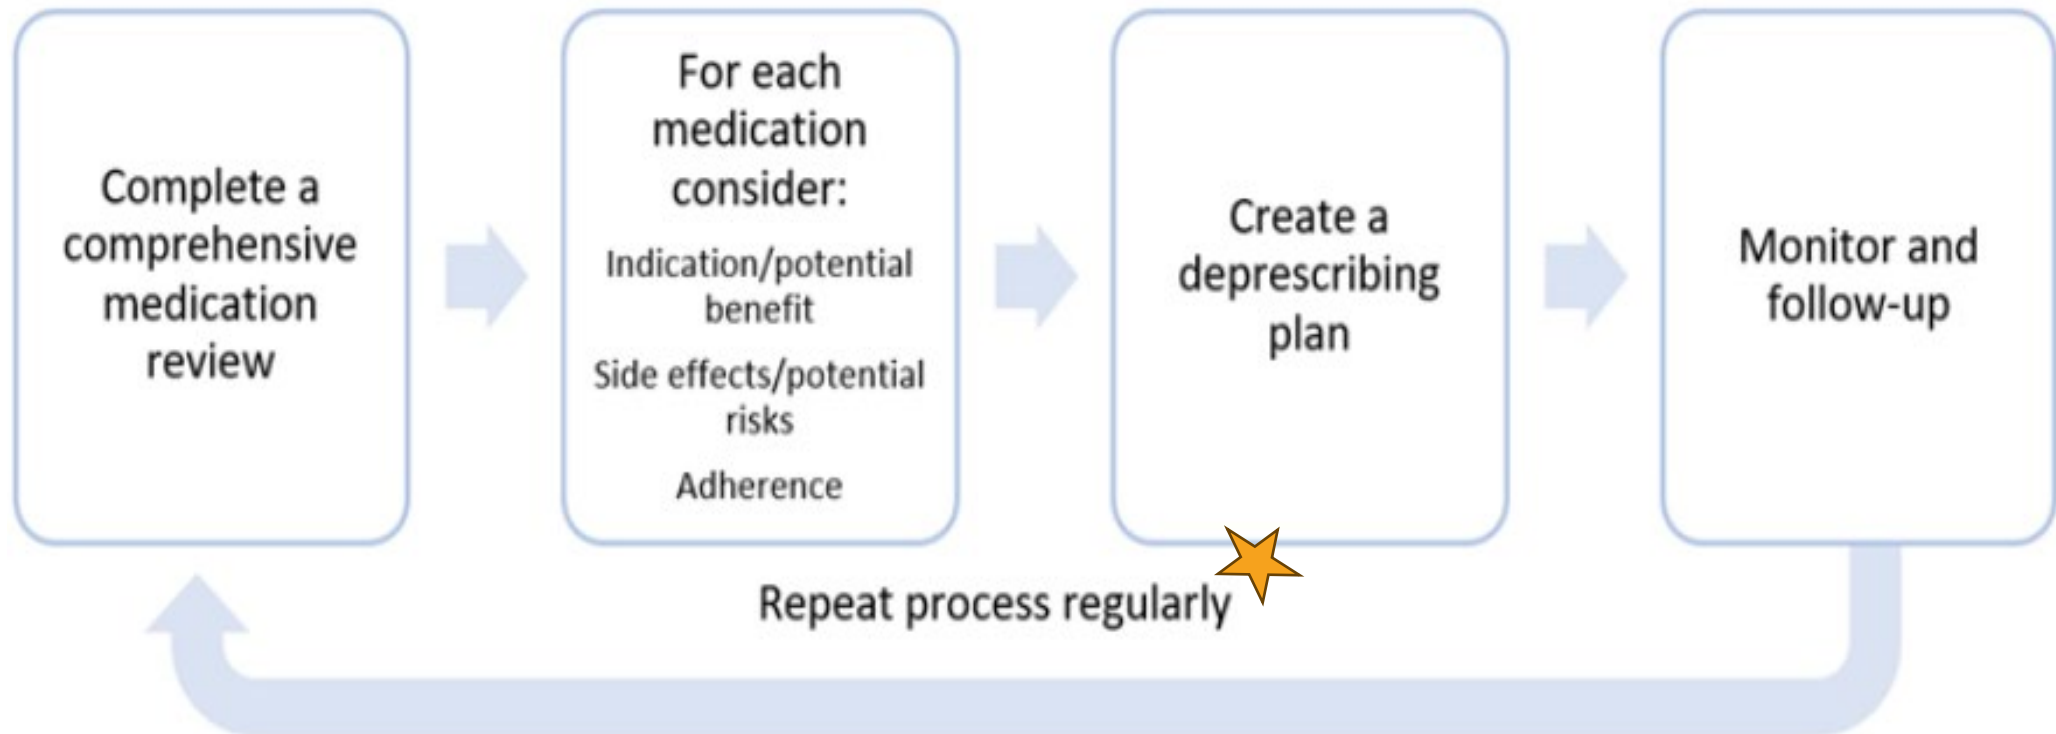 Complete a
comprehensive
medication
review
For each
medication
consider:
Indication/potential
benefit
Side effects/potential
risks
Adherence
Create a
deprescribing
plan
Monitor and
follow-up
Repeat process regularly